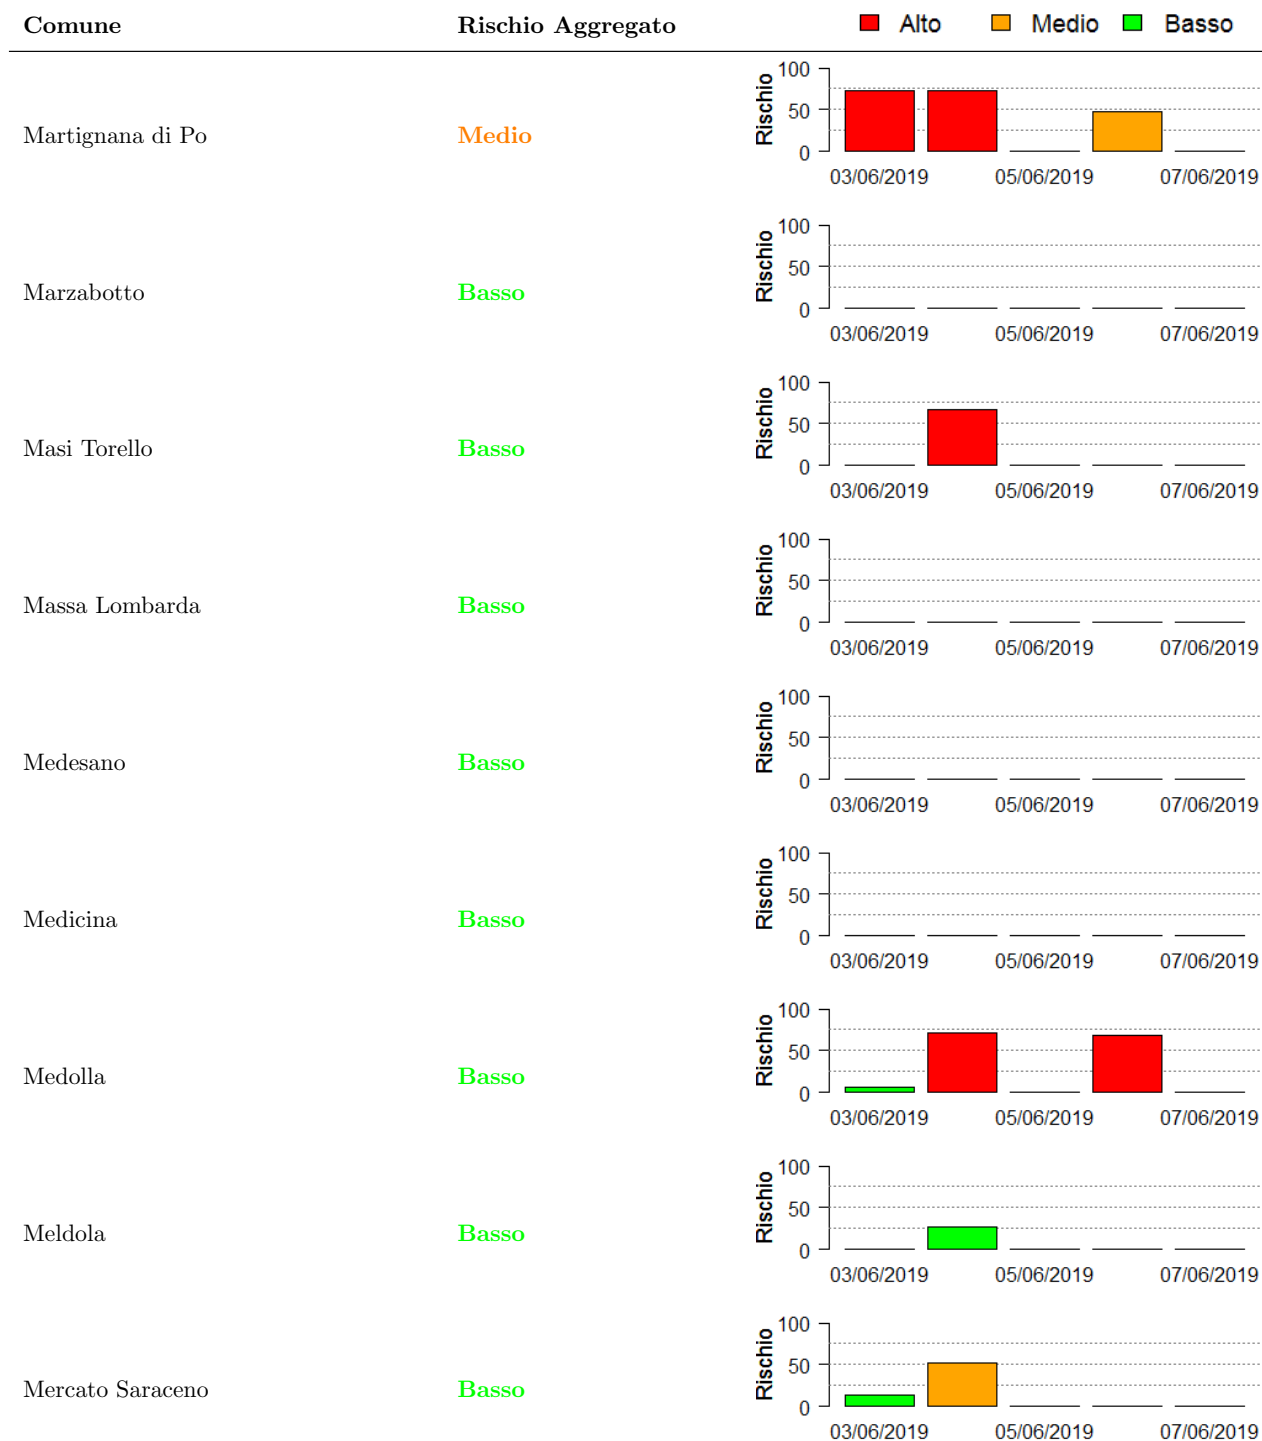 Comune Rischio Aggregato Alto Medio Basso
Martignana di Po Medio Rischio 100 50 0
03/06/2019 05/06/2019 07/06/2019
Marzabotto Basso Rischio 100 50 0
03/06/2019 05/06/2019 07/06/2019
Masi Torello Basso Rischio 100 50 0
03/06/2019 05/06/2019 07/06/2019
Massa Lombarda Basso Rischio 100 50 0
03/06/2019 05/06/2019 07/06/2019
Medesano Basso Rischio 100 50 0
03/06/2019 05/06/2019 07/06/2019
Medicina Basso Rischio 100 50 0
03/06/2019 05/06/2019 07/06/2019
Medolla Basso Rischio 100 50 0
03/06/2019 05/06/2019 07/06/2019
Meldola Basso Rischio 100 50 0
03/06/2019 05/06/2019 07/06/2019
Mercato Saraceno Basso Rischio 100 50 0
03/06/2019 05/06/2019 07/06/2019